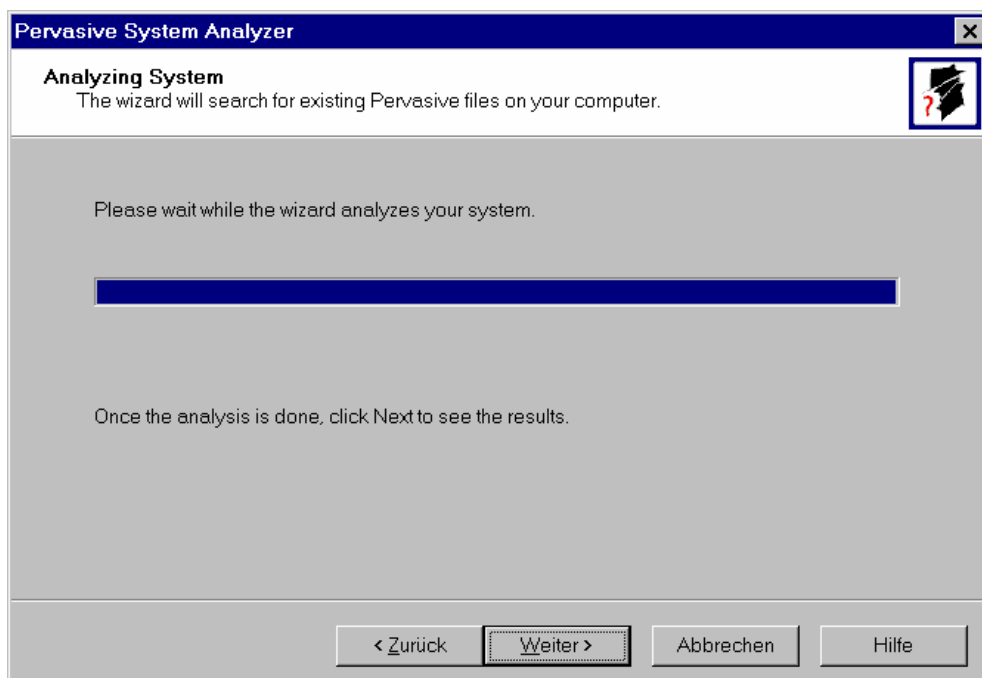 Pervasive System Analyzer
Analyzing System
The wizard will search for existing Pervasive files on your computer.
?
Please wait while the wizard analyzes your system.
Once the analysis is done, click Next to see the results.
< Zurück Weiter > Abbrechen Hilfe